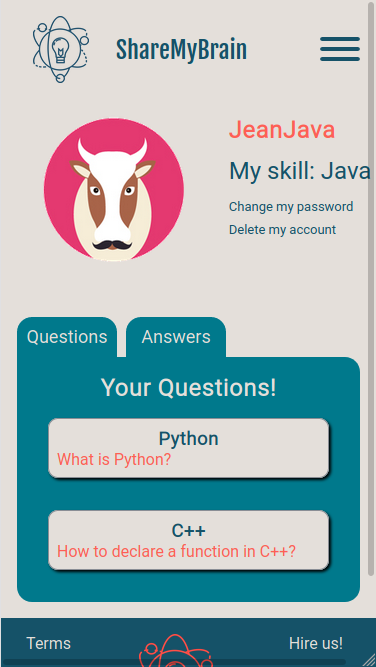 ShareMyBrain
JeanJava
My skill: Java
Change my password
Delete my account
Questions
Answers
Your Questions!
Python
What is Python?
C++
How to declare a function in C++?
Terms
Hire us!